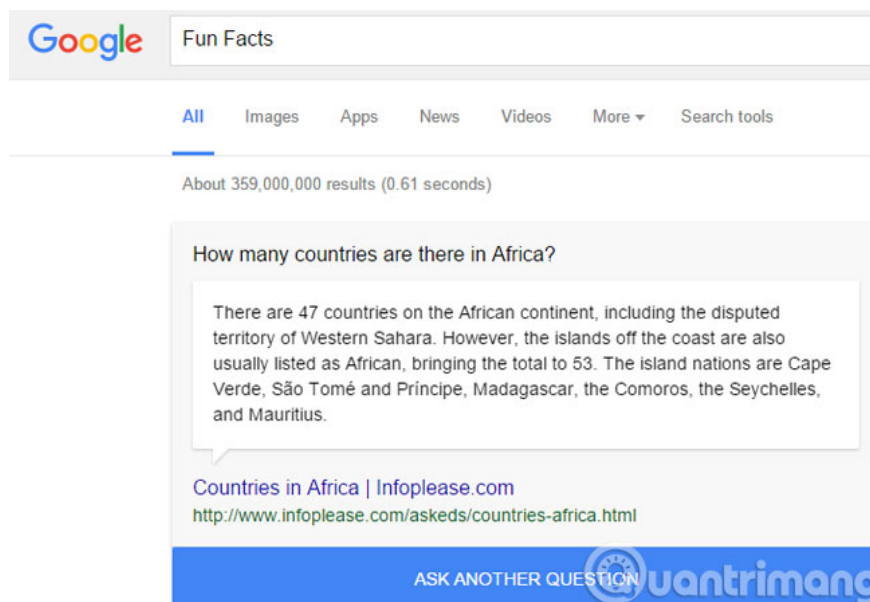 Google
Fun Facts
All Images Apps News Videos More Search tools
About 359,000,000 results (0.61 seconds)
How many countries are there in Africa?
There are 47 countries on the African continent, including the disputed
territory of Western Sahara. However, the islands off the coast are also
usually listed as African, bringing the total to 53. The island nations are Cape
Verde, São Tomé and Príncipe, Madagascar, the Comoros, the Seychelles,
and Mauritius.
Countries in Africa | Infoplease.com
http://www.infoplease.com/askeds/countries-africa.html
ASK ANOTHER QUESTION
Quantrimang